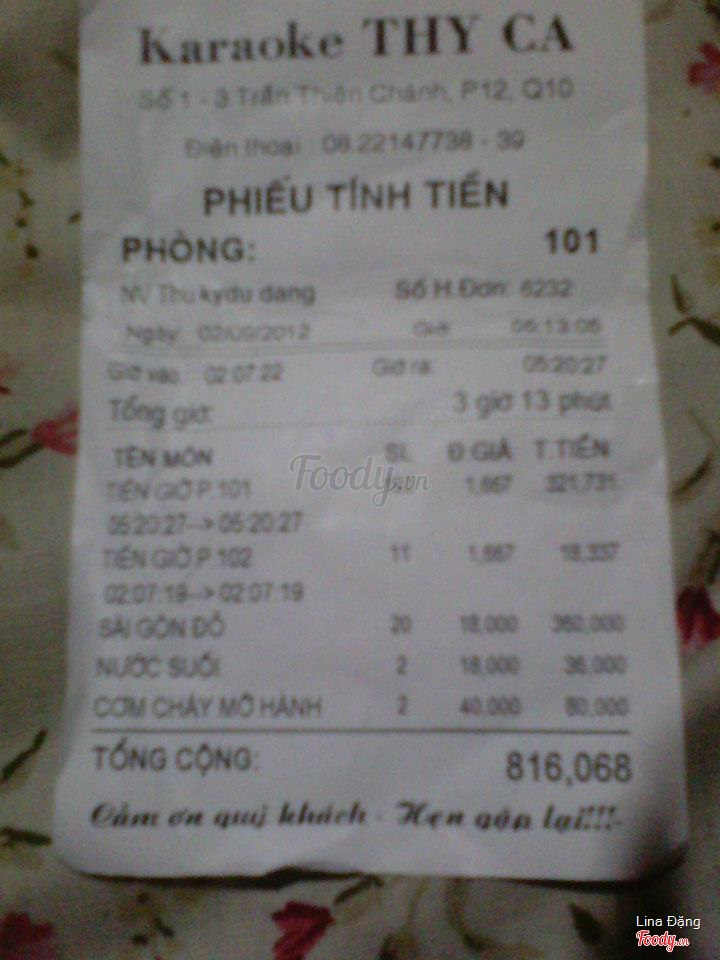 Karaoke THY CA
Số 1 - 3 Trần Thiện Chánh, P12, Q10
Điện thoại : 08.22147738 - 39
PHIẾU TÍNH TIỀN
PHÒNG: 101
NV Thu kydu dang Số H.Đơn: 6232
Ngày: 02/09/2012 Giờ: 05:13:05
Giờ vào: 02:07:22 Giờ ra: 05:20:27
Tổng giờ: 3 giờ 13 phút
TÊN MÓN SL Đ.GIÁ T.TIỀN
TIỀN GIỜ P.101 1,667 321,731
05:20:27--> 05:20:27
TIỀN GIỜ P.102 11 1,667 18,337
02:07:19--> 02:07:19
SÀI GÒN ĐỎ 20 18,000 360,000
NƯỚC SUỐI 2 18,000 36,000
CƠM CHÁY MỠ HÀNH 2 40,000 80,000
TỔNG CỘNG: 816,068
Cảm ơn quý khách - Hẹn gặp lại!!!-
Foody.vn
Lina Đặng
Foody.vn